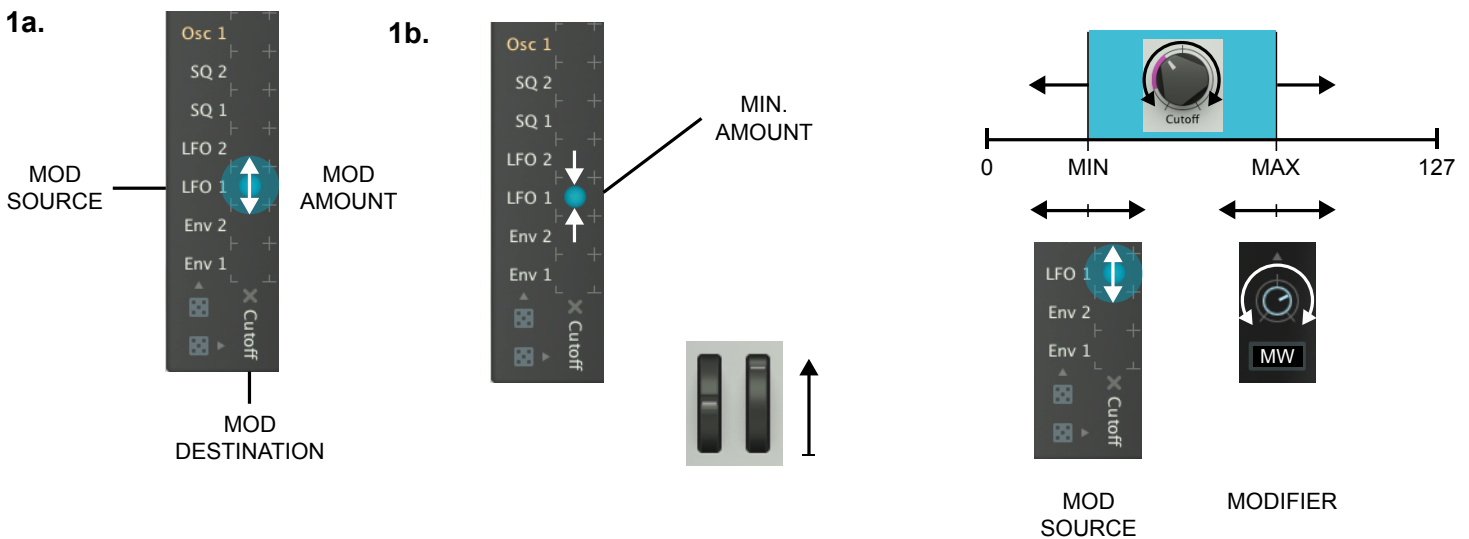 1a.
Osc 1
SQ 2
SQ 1
LFO 2
LFO 1
Env 2
Env 1
Cutoff
MOD
SOURCE
MOD
AMOUNT
MOD
DESTINATION
1b.
Osc 1
SQ 2
SQ 1
LFO 2
LFO 1
Env 2
Env 1
Cutoff
MIN.
AMOUNT
Cutoff
0
MIN
MAX
127
LFO 1
Env 2
Env 1
Cutoff
MW
MOD
SOURCE
MODIFIER